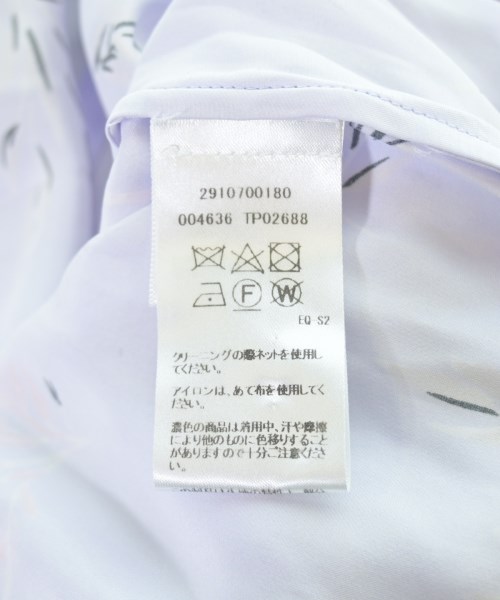 2910700180
004636 TP02688
F W
EQ S2
クリーニングの際ネットを使用し
てください。
アイロンは、あて布を使用してく
ださい。
濃色の商品は着用中、汗や摩擦
により他のものに色移りすること
がありますので十分ご注意くださ
い。